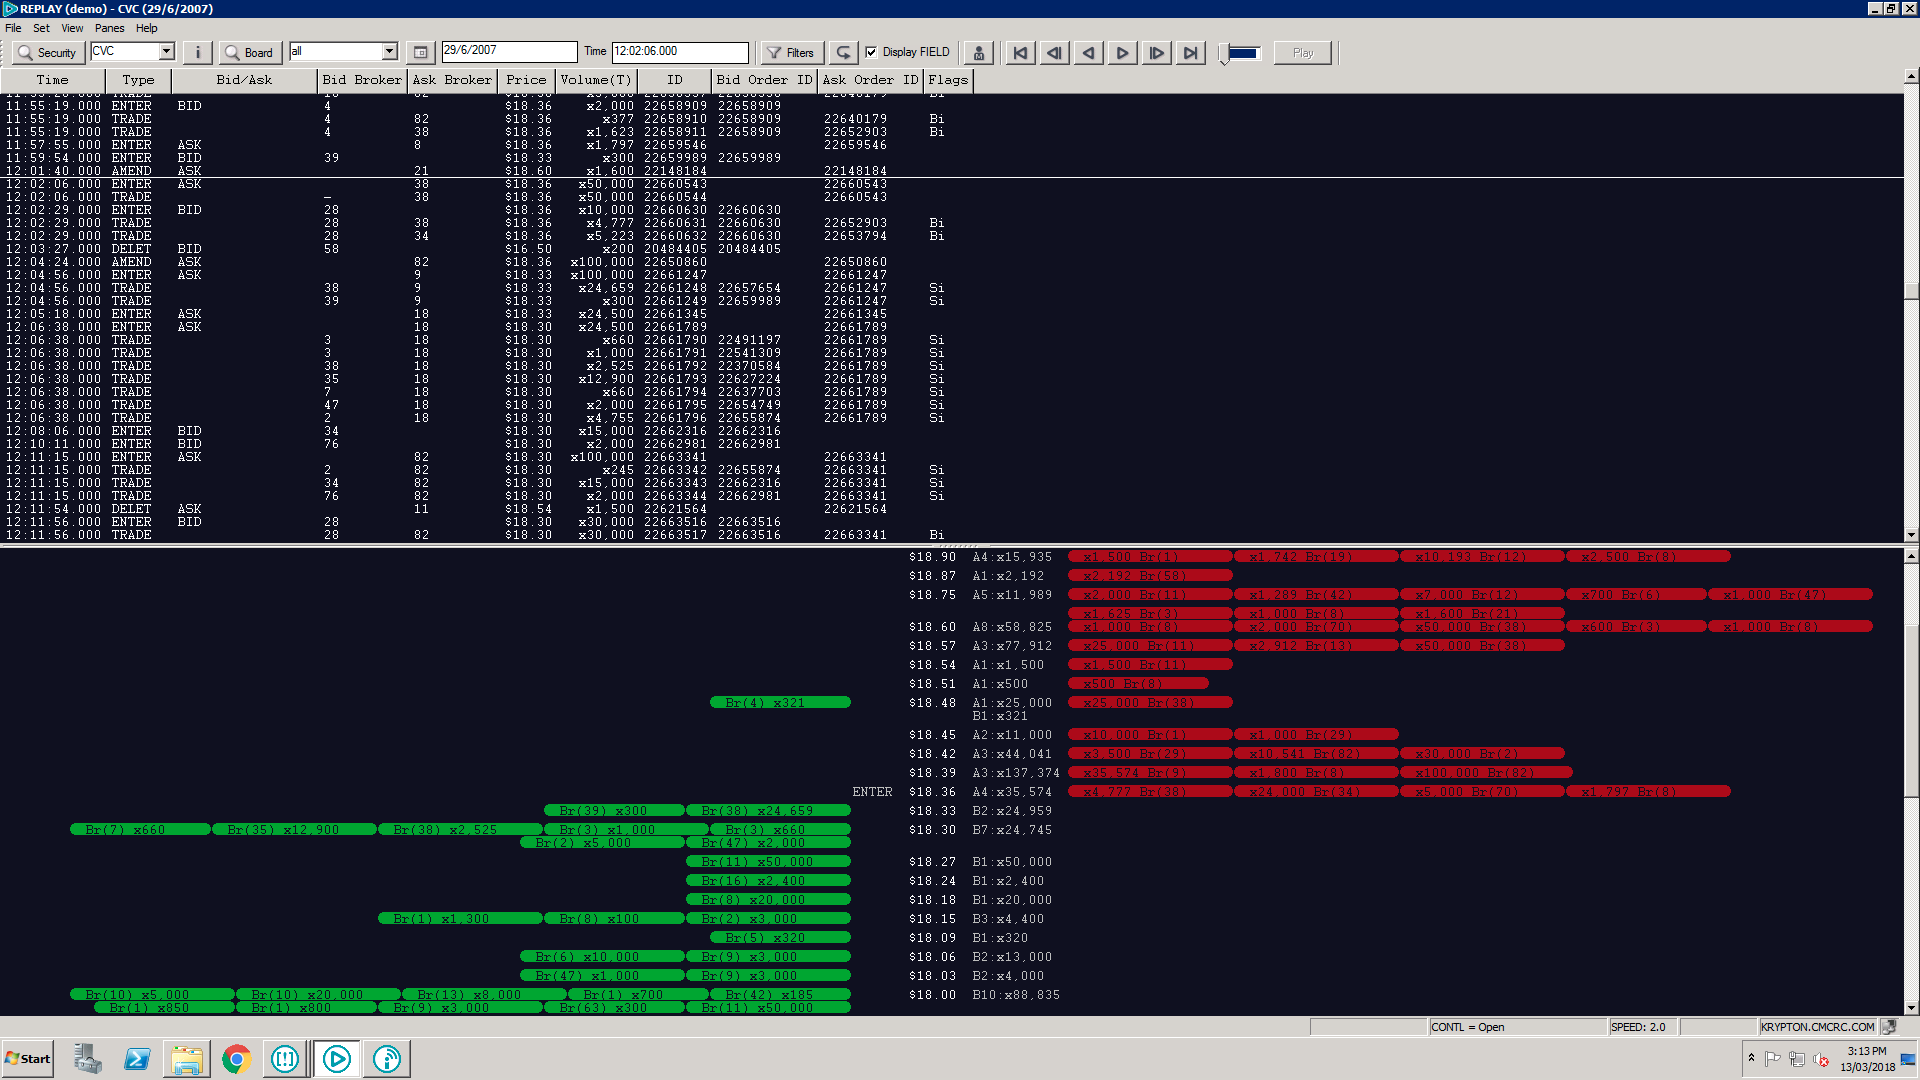 REPLAY (demo) - CVC (29/6/2007)
File Set View Panes Help
Security CVC i Board all 29/6/2007 Time 12:02:06.000 Filters Display FIELD Play
Time Type Bid/Ask Bid Broker Ask Broker Price Volume(T) ID Bid Order ID Ask Order ID Flags
11:55:19.000 ENTER BID 4 $18.36 x2,000 22658909 22658909
11:55:19.000 TRADE 4 82 $18.36 x377 22658910 22658909 22640179 Bi
11:55:19.000 TRADE 4 38 $18.36 x1,623 22658911 22658909 22652903 Bi
11:57:55.000 ENTER ASK 8 $18.36 x1,797 22659546 22659546
11:59:54.000 ENTER BID 39 $18.33 x300 22659989 22659989
12:01:40.000 AMEND ASK 21 $18.60 x1,600 22148184 22148184
12:02:06.000 ENTER ASK 38 $18.36 x50,000 22660543 22660543
12:02:06.000 TRADE – 38 $18.36 x50,000 22660544 22660543
12:02:29.000 ENTER BID 28 $18.36 x10,000 22660630 22660630
12:02:29.000 TRADE 28 38 $18.36 x4,777 22660631 22660630 22652903 Bi
12:02:29.000 TRADE 28 34 $18.36 x5,223 22660632 22660630 22653794 Bi
12:03:27.000 DELET BID 58 $16.50 x200 20484405 20484405
12:04:24.000 AMEND ASK 82 $18.36 x100,000 22650860 22650860
12:04:56.000 ENTER ASK 9 $18.33 x100,000 22661247 22661247
12:04:56.000 TRADE 38 9 $18.33 x24,659 22661248 22657654 22661247 Si
12:04:56.000 TRADE 39 9 $18.33 x300 22661249 22659989 22661247 Si
12:05:18.000 ENTER ASK 18 $18.33 x24,500 22661345 22661345
12:06:38.000 ENTER ASK 18 $18.30 x24,500 22661789 22661789
12:06:38.000 TRADE 3 18 $18.30 x660 22661790 22491197 22661789 Si
12:06:38.000 TRADE 3 18 $18.30 x1,000 22661791 22541309 22661789 Si
12:06:38.000 TRADE 38 18 $18.30 x2,525 22661792 22370584 22661789 Si
12:06:38.000 TRADE 35 18 $18.30 x12,900 22661793 22627224 22661789 Si
12:06:38.000 TRADE 7 18 $18.30 x660 22661794 22637703 22661789 Si
12:06:38.000 TRADE 47 18 $18.30 x2,000 22661795 22654749 22661789 Si
12:06:38.000 TRADE 2 18 $18.30 x4,755 22661796 22655874 22661789 Si
12:08:06.000 ENTER BID 34 $18.30 x15,000 22662316 22662316
12:10:11.000 ENTER BID 76 $18.30 x2,000 22662981 22662981
12:11:15.000 ENTER ASK 82 $18.30 x100,000 22663341 22663341
12:11:15.000 TRADE 2 82 $18.30 x245 22663342 22655874 22663341 Si
12:11:15.000 TRADE 34 82 $18.30 x15,000 22663343 22662316 22663341 Si
12:11:15.000 TRADE 76 82 $18.30 x2,000 22663344 22662981 22663341 Si
12:11:54.000 DELET ASK 11 $18.54 x1,500 22621564 22621564
12:11:56.000 ENTER BID 28 $18.30 x30,000 22663516 22663516
12:11:56.000 TRADE 28 82 $18.30 x30,000 22663517 22663516 22663341 Bi
$18.90 A4:x15,935 x1,500 Br(1) x1,742 Br(19) x10,193 Br(12) x2,500 Br(8)
$18.87 A1:x2,192 x2,192 Br(58)
$18.75 A5:x11,989 x2,000 Br(11) x1,289 Br(42) x7,000 Br(12) x700 Br(6) x1,000 Br(47)
x1,625 Br(3) x1,000 Br(8) x1,600 Br(21)
$18.60 A8:x58,825 x1,000 Br(8) x2,000 Br(70) x50,000 Br(38) x600 Br(3) x1,000 Br(8)
$18.57 A3:x77,912 x25,000 Br(11) x2,912 Br(13) x50,000 Br(38)
$18.54 A1:x1,500 x1,500 Br(11)
$18.51 A1:x500 x500 Br(8)
Br(4) x321 $18.48 A1:x25,000 x25,000 Br(38)
B1:x321
$18.45 A2:x11,000 x10,000 Br(1) x1,000 Br(29)
$18.42 A3:x44,041 x3,500 Br(29) x10,541 Br(82) x30,000 Br(2)
$18.39 A3:x137,374 x35,574 Br(9) x1,800 Br(8) x100,000 Br(82)
ENTER $18.36 A4:x35,574 x4,777 Br(38) x24,000 Br(34) x5,000 Br(70) x1,797 Br(8)
Br(39) x300 Br(38) x24,659 $18.33 B2:x24,959
Br(7) x660 Br(35) x12,900 Br(38) x2,525 Br(3) x1,000 Br(3) x660 $18.30 B7:x24,745
Br(2) x5,000 Br(47) x2,000
Br(11) x50,000 $18.27 B1:x50,000
Br(16) x2,400 $18.24 B1:x2,400
Br(8) x20,000 $18.18 B1:x20,000
Br(1) x1,300 Br(8) x100 Br(2) x3,000 $18.15 B3:x4,400
Br(5) x320 $18.09 B1:x320
Br(6) x10,000 Br(9) x3,000 $18.06 B2:x13,000
Br(47) x1,000 Br(9) x3,000 $18.03 B2:x4,000
Br(10) x5,000 Br(10) x20,000 Br(13) x8,000 Br(1) x700 Br(42) x185 $18.00 B10:x88,835
Br(1) x850 Br(1) x800 Br(9) x3,000 Br(63) x300 Br(11) x50,000
CONTL = Open SPEED: 2.0 KRYPTON.CMCRC.COM
Start 3:13 PM
13/03/2018